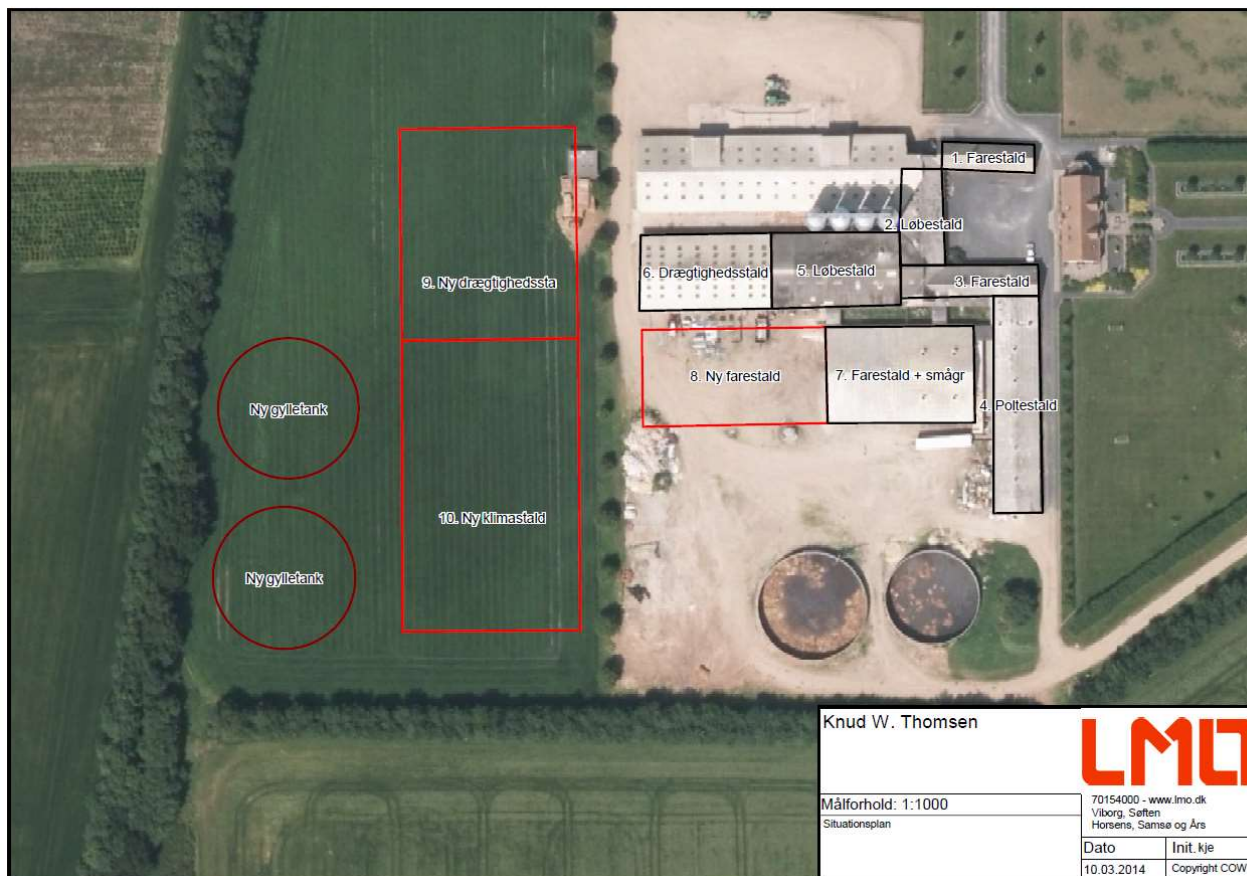 1. Farestald
2. Løbestald
3. Farestald
6. Drægtighedsstald
5. Løbestald
9. Ny drægtighedssta
8. Ny farestald
7. Farestald + smågr
4. Poltestald
Ny gylletank
10. Ny klimastald
Ny gylletank
Knud W. Thomsen
LMO
Målforhold: 1:1000
Situationsplan
70154000 - www.lmo.dk
Viborg, Søften
Horsens, Samsø og Års
Dato
Init. kje
10.03.2014
Copyright COW